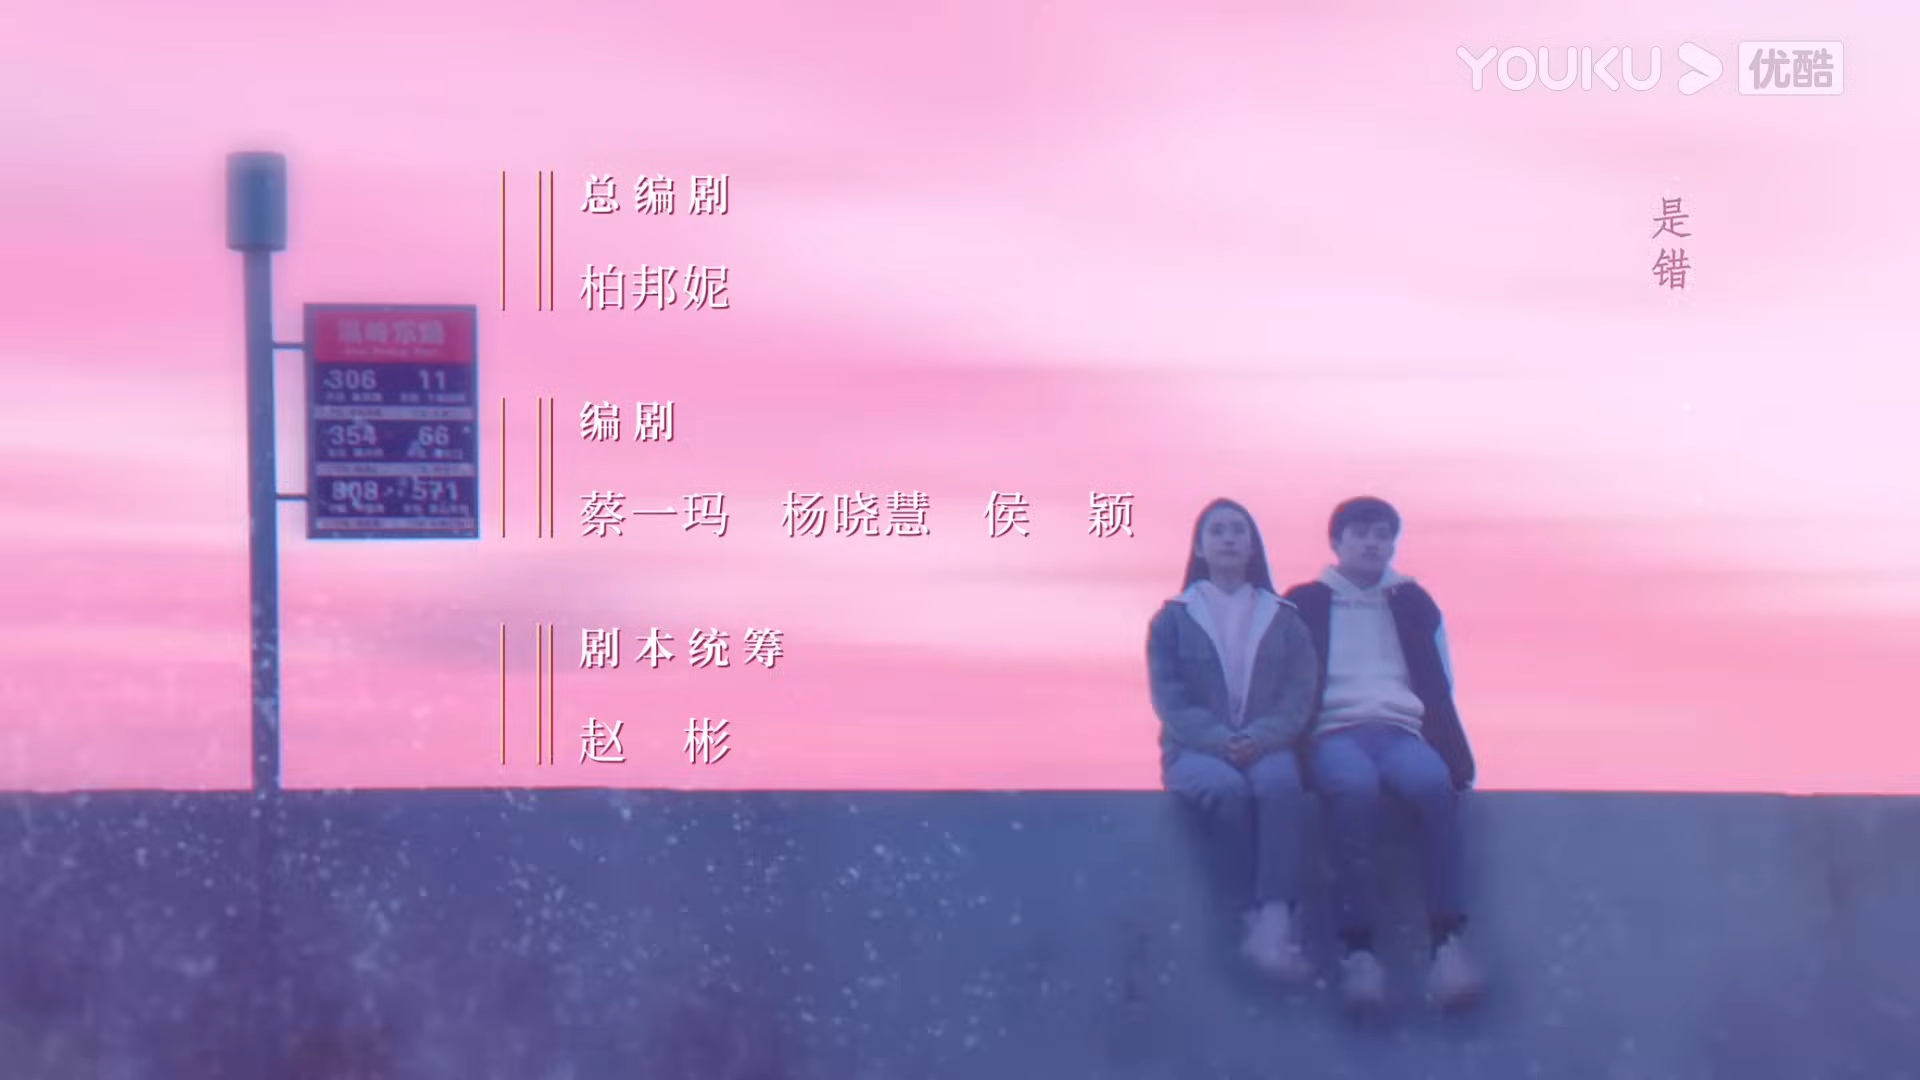 YOUKU 优酷
总编剧
柏邦妮
编剧
蔡一玛 杨晓慧 侯 颖
剧本统筹
赵 彬
是错
306 11
354 66
808 571